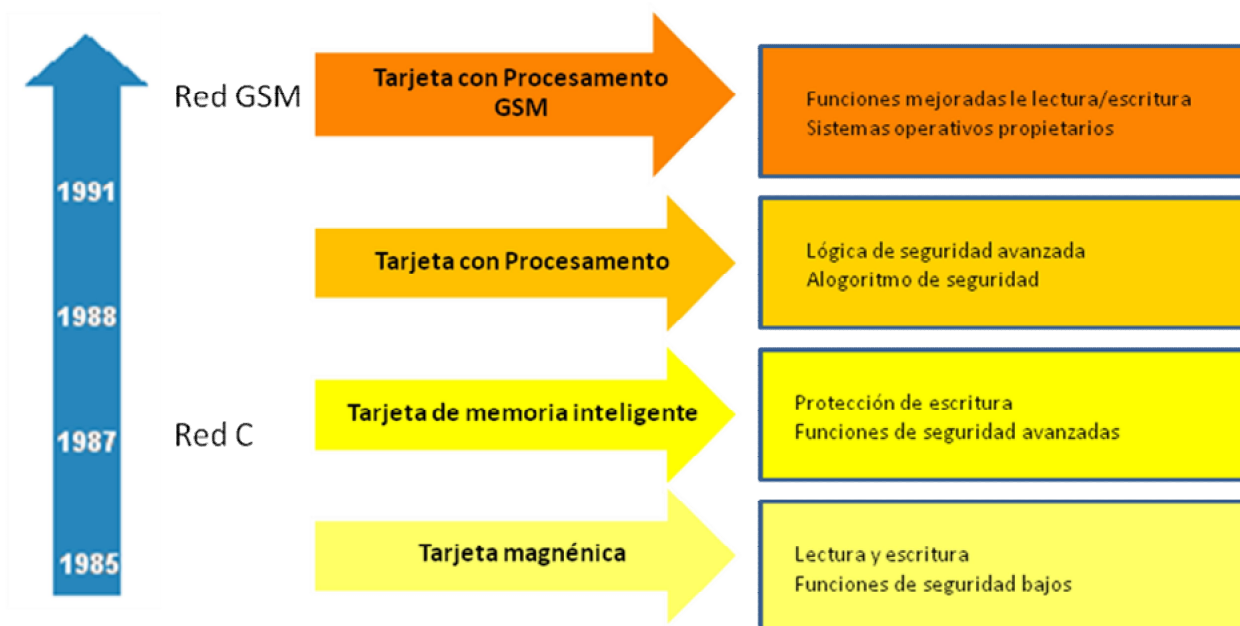 Red GSM
Tarjeta con Procesamento
GSM
Funciones mejoradas le lectura/escritura
Sistemas operativos propietarios
1991
Tarjeta con Procesamento
Lógica de seguridad avanzada
Alogoritmo de seguridad
1988
Tarjeta de memoria inteligente
Protección de escritura
Funciones de seguridad avanzadas
Red C
1987
Tarjeta magnénica
Lectura y escritura
Funciones de seguridad bajos
1985